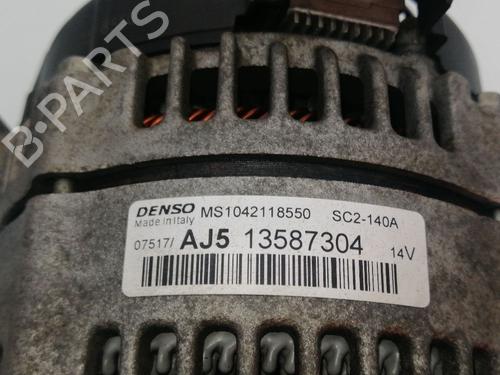 B-PARTS
DENSO MS1042118550 SC2-140A
Made in Italy
07517/ AJ5 13587304 14V